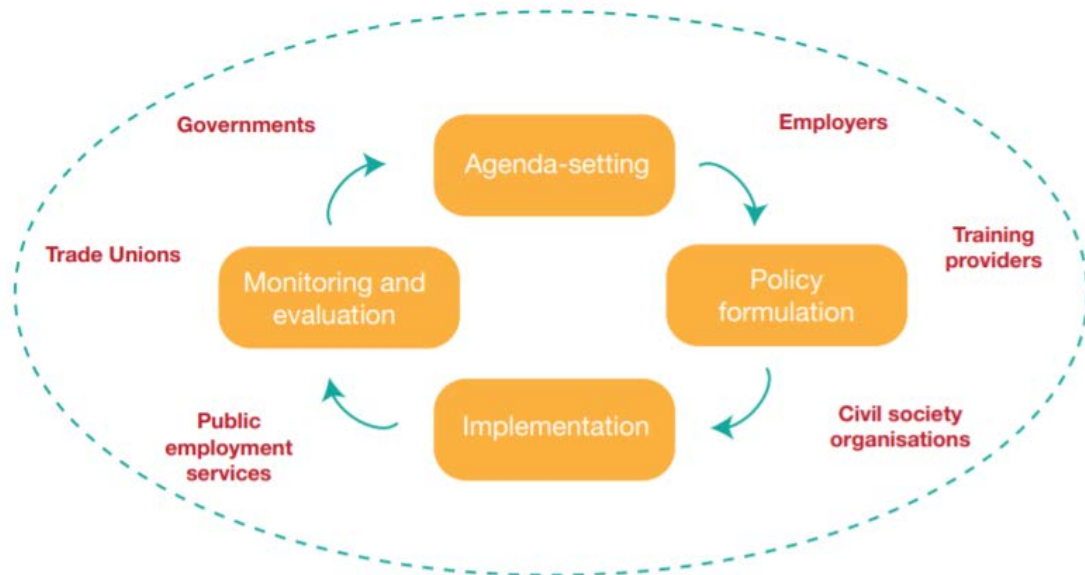 Governments
Employers
Agenda-setting
Trade Unions
Training
providers
Monitoring and
evaluation
Policy
formulation
Public
employment
services
Implementation
Civil society
organisations